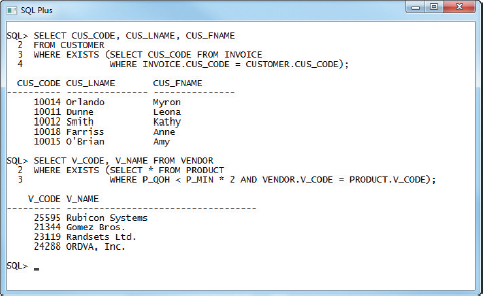 SQL Plus
SQL> SELECT CUS_CODE, CUS_LNAME, CUS_FNAME
2 FROM CUSTOMER
3 WHERE EXISTS (SELECT CUS_CODE FROM INVOICE
4 WHERE INVOICE.CUS_CODE = CUSTOMER.CUS_CODE);
CUS_CODE CUS_LNAME CUS_FNAME
---------- --------------- ---------------
10014 Orlando Myron
10011 Dunne Leona
10012 Smith Kathy
10018 Farriss Anne
10015 O'Brian Amy
SQL> SELECT V_CODE, V_NAME FROM VENDOR
2 WHERE EXISTS (SELECT * FROM PRODUCT
3 WHERE P_QOH < P_MIN * 2 AND VENDOR.V_CODE = PRODUCT.V_CODE);
V_CODE V_NAME
---------- -----------------------------------
25595 Rubicon Systems
21344 Gomez Bros.
23119 Randsets Ltd.
24288 ORDVA, Inc.
SQL> _